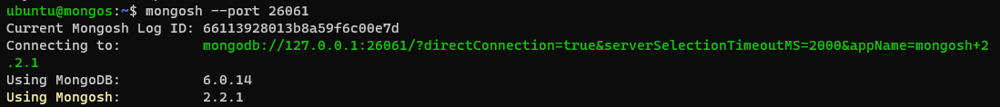 ubuntu@mongos:~$ mongosh --port 26061
Current Mongosh Log ID: 66113928013b8a59f6c00e7d
Connecting to:          mongodb://127.0.0.1:26061/?directConnection=true&serverSelectionTimeoutMS=2000&appName=mongosh+2
.2.1
Using MongoDB:          6.0.14
Using Mongosh:          2.2.1